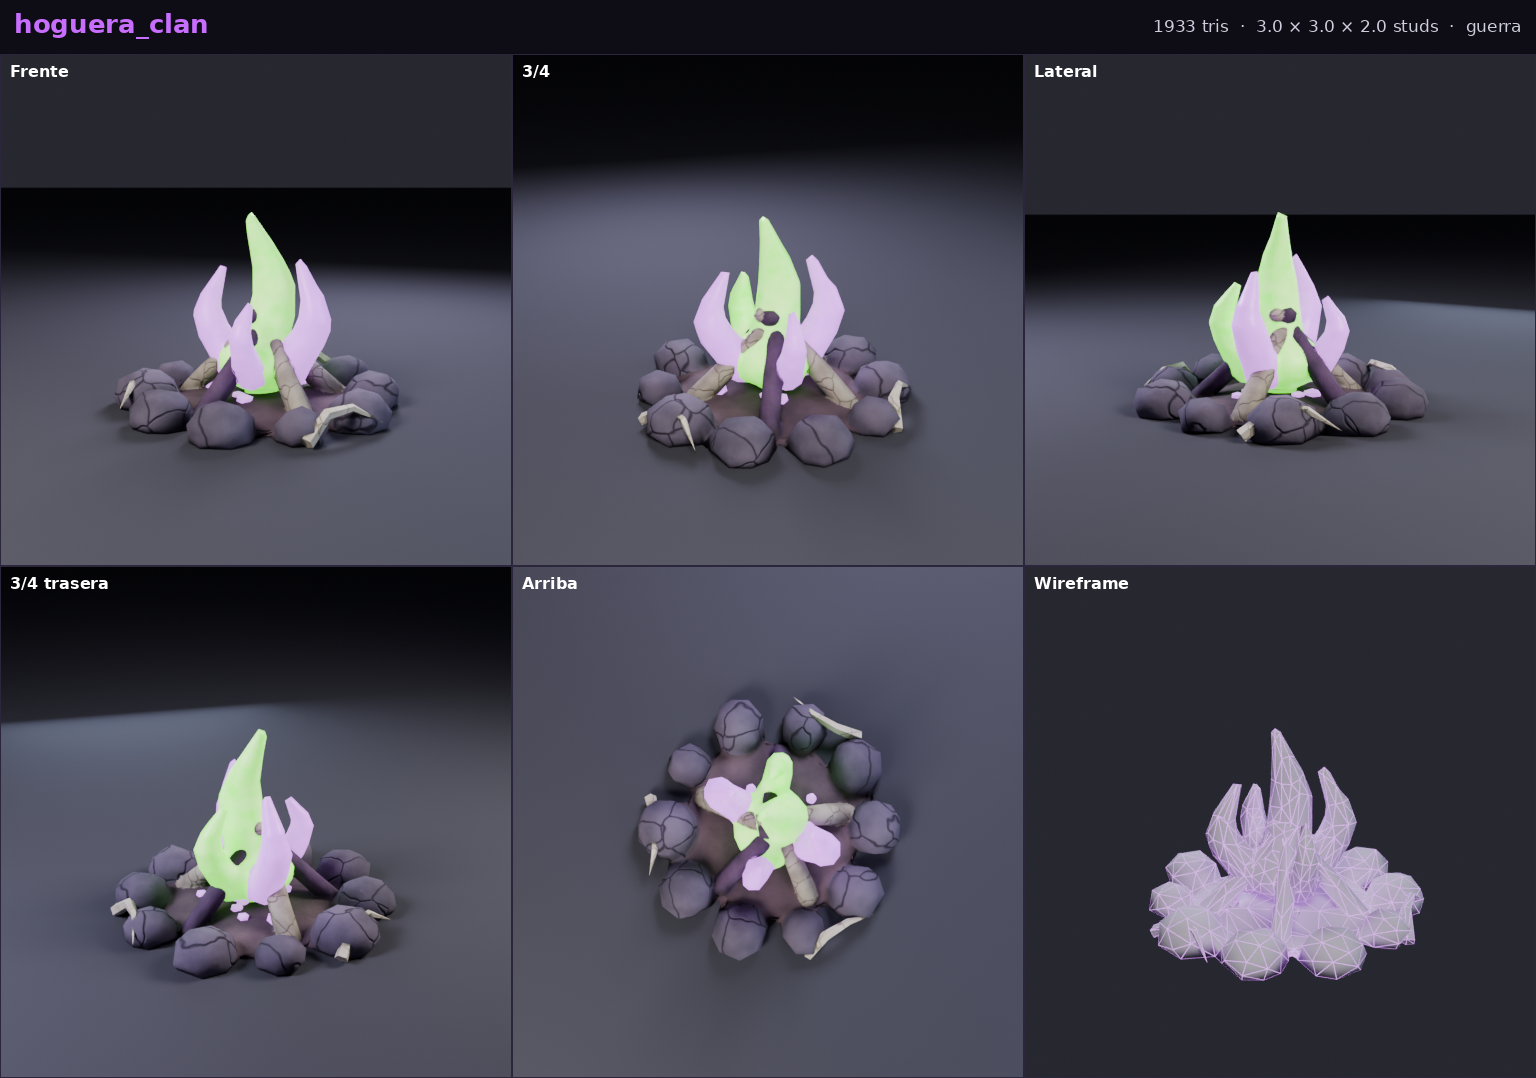 hoguera_clan
1933 tris · 3.0 × 3.0 × 2.0 studs · guerra
Frente
3/4
Lateral
3/4 trasera
Arriba
Wireframe